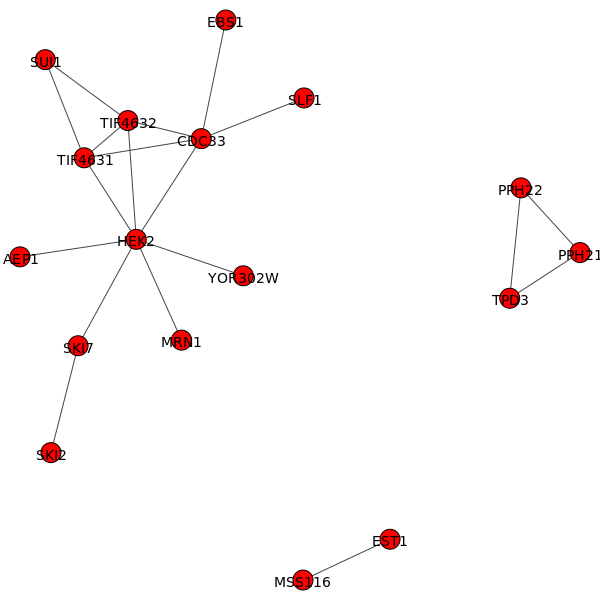 EBS1
SUI1
SLF1
TIF4632
CDC33
TIF4631
PPH22
HEK2
PPH21
AEP1
YOR302W
TPD3
MRN1
SKI7
SKI2
EST1
MSS116